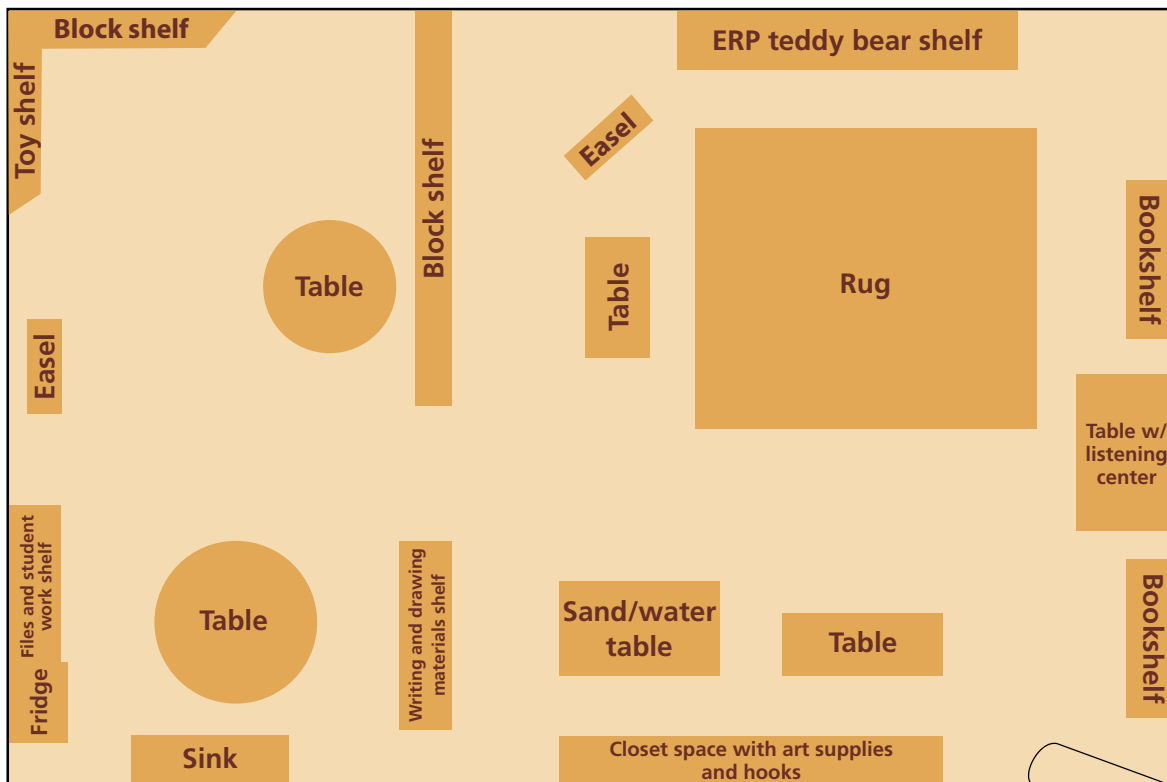 Block shelf
ERP teddy bear shelf
Toy shelf
Block shelf
Easel
Bookshelf
Table
Table
Rug
Easel
Table w/
listening
center
Files and student
work shelf
Table
Writing and drawing
materials shelf
Sand/water
table
Table
Bookshelf
Fridge
Sink
Closet space with art supplies
and hooks